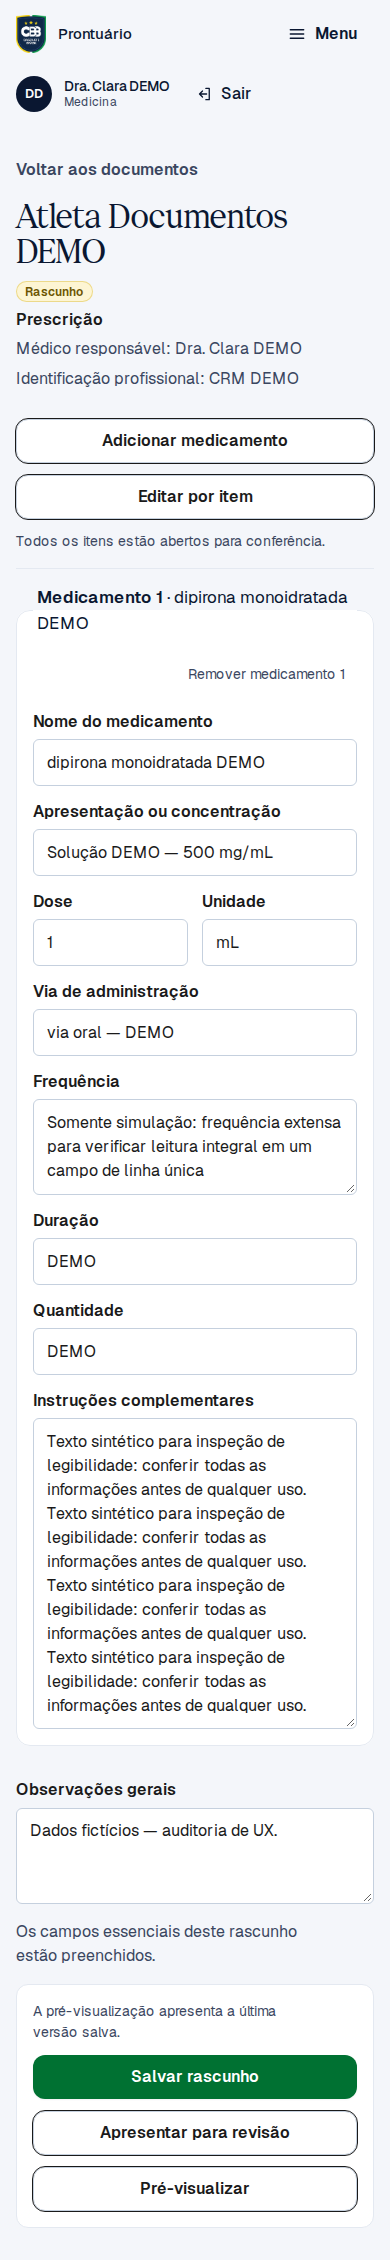 CBB
Prontuário
Menu
DD
Dra. Clara DEMO
Medicina
Sair
Voltar aos documentos
Atleta Documentos
DEMO
Rascunho
Prescrição
Médico responsável: Dra. Clara DEMO
Identificação profissional: CRM DEMO
Adicionar medicamento
Editar por item
Todos os itens estão abertos para conferência.
Medicamento 1 · dipirona monoidratada
DEMO
Remover medicamento 1
Nome do medicamento
dipirona monoidratada DEMO
Apresentação ou concentração
Solução DEMO — 500 mg/mL
Dose
Unidade
1
mL
Via de administração
via oral — DEMO
Frequência
Somente simulação: frequência extensa
para verificar leitura integral em um
campo de linha única
Duração
DEMO
Quantidade
DEMO
Instruções complementares
Texto sintético para inspeção de
legibilidade: conferir todas as
informações antes de qualquer uso.
Texto sintético para inspeção de
legibilidade: conferir todas as
informações antes de qualquer uso.
Texto sintético para inspeção de
legibilidade: conferir todas as
informações antes de qualquer uso.
Texto sintético para inspeção de
legibilidade: conferir todas as
informações antes de qualquer uso.
Observações gerais
Dados fictícios — auditoria de UX.
Os campos essenciais deste rascunho
estão preenchidos.
A pré-visualização apresenta a última
versão salva.
Salvar rascunho
Apresentar para revisão
Pré-visualizar